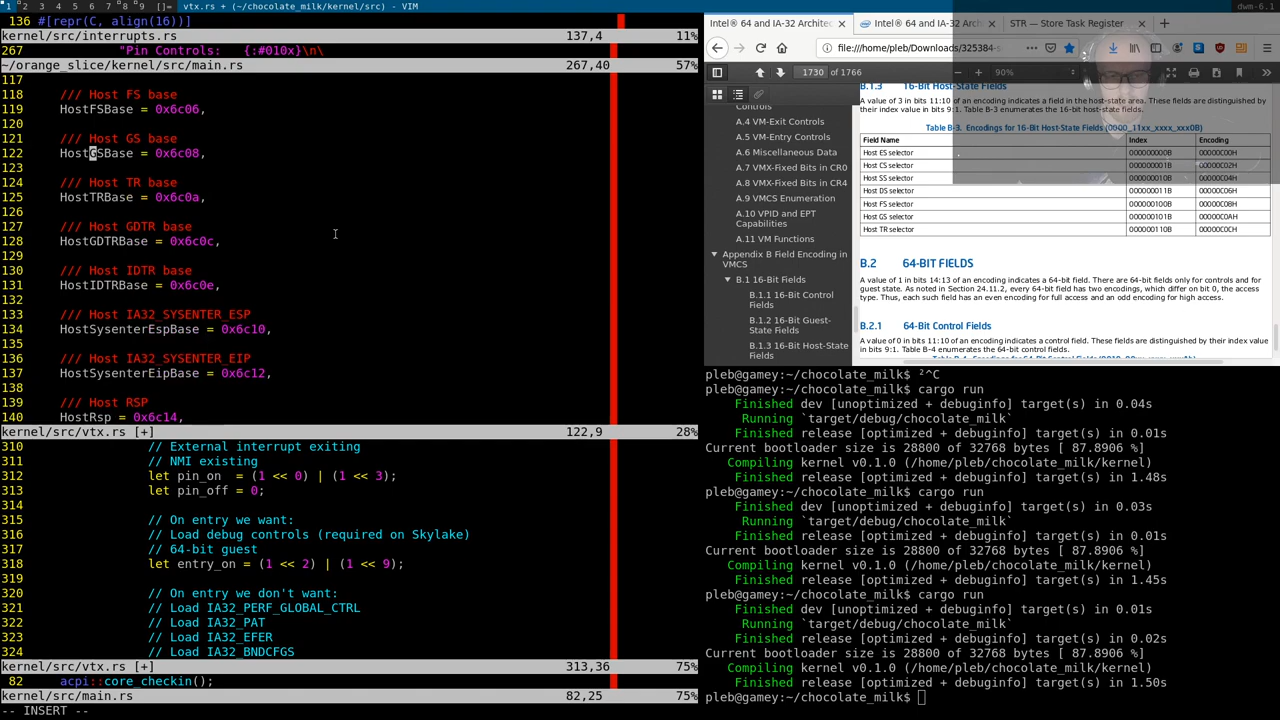 1 2 3 4 5 6 7 8 9 []= vtx.rs + (~/chocolate_milk/kernel/src) - VIM
dwm-6.1
136 #[repr(C, align(16))]
kernel/src/interrupts.rs 137,4 11%
267 "Pin Controls: {:#010x}\n\
~/orange_slice/kernel/src/main.rs 267,40 57%
117
118 /// Host FS base
119 HostFSBase = 0x6c06,
120
121 /// Host GS base
122 HostGSBase = 0x6c08,
123
124 /// Host TR base
125 HostTRBase = 0x6c0a,
126
127 /// Host GDTR base
128 HostGDTRBase = 0x6c0c,
129
130 /// Host IDTR base
131 HostIDTRBase = 0x6c0e,
132
133 /// Host IA32_SYSENTER_ESP
134 HostSysenterEspBase = 0x6c10,
135
136 /// Host IA32_SYSENTER_EIP
137 HostSysenterEipBase = 0x6c12,
138
139 /// Host RSP
140 HostRsp = 0x6c14,
kernel/src/vtx.rs [+] 122,9 28%
310 // External interrupt exiting
311 // NMI existing
312 let pin_on = (1 << 0) | (1 << 3);
313 let pin_off = 0;
314
315 // On entry we want:
316 // Load debug controls (required on Skylake)
317 // 64-bit guest
318 let entry_on = (1 << 2) | (1 << 9);
319
320 // On entry we don't want:
321 // Load IA32_PERF_GLOBAL_CTRL
322 // Load IA32_PAT
323 // Load IA32_EFER
324 // Load IA32_BNDCFGS
kernel/src/vtx.rs [+] 313,36 75%
82 acpi::core_checkin();
kernel/src/main.rs 82,25 75%
-- INSERT --
Intel® 64 and IA-32 Architec
Intel® 64 and IA-32 Arch
STR — Store Task Register
file:///home/pleb/Downloads/325384-s
1730 of 1766
90%
Controls
A.4 VM-Exit Controls
A.5 VM-Entry Controls
A.6 Miscellaneous Data
A.7 VMX-Fixed Bits in CR0
A.8 VMX-Fixed Bits in CR4
A.9 VMCS Enumeration
A.10 VPID and EPT
Capabilities
A.11 VM Functions
Appendix B Field Encoding in
VMCS
B.1 16-Bit Fields
B.1.1 16-Bit Control
Fields
B.1.2 16-Bit Guest-
State Fields
B.1.3 16-Bit Host-State
Fields
B.1.3 16-Bit Host-State Fields
A value of 3 in bits 11:10 of an encoding indicates a field in the host-state area. These fields are distinguished by
their index value in bits 9:1. Table B-3 enumerates the 16-bit host-state fields.
Table B-3. Encodings for 16-Bit Host-State Fields (0000_11xx_xxxx_xxx0B)
Field Name Index Encoding
Host ES selector 000000000B 00000C00H
Host CS selector 000000001B 00000C02H
Host SS selector 000000010B 00000C04H
Host DS selector 000000011B 00000C06H
Host FS selector 000000100B 00000C08H
Host GS selector 000000101B 00000C0AH
Host TR selector 000000110B 00000C0CH
B.2 64-BIT FIELDS
A value of 1 in bits 14:13 of an encoding indicates a 64-bit field. There are 64-bit fields only for controls and for
guest state. As noted in Section 24.11.2, every 64-bit field has two encodings, which differ on bit 0, the access
type. Thus, each such field has an even encoding for full access and an odd encoding for high access.
B.2.1 64-Bit Control Fields
A value of 0 in bits 11:10 of an encoding indicates a control field. These fields are distinguished by their index value
in bits 9:1. Table B-4 enumerates the 64-bit control fields.
pleb@gamey:~/chocolate_milk$ ²^C
pleb@gamey:~/chocolate_milk$ cargo run
Finished dev [unoptimized + debuginfo] target(s) in 0.04s
Running `target/debug/chocolate_milk`
Finished release [optimized + debuginfo] target(s) in 0.01s
Current bootloader size is 28800 of 32768 bytes [ 87.8906 %]
Compiling kernel v0.1.0 (/home/pleb/chocolate_milk/kernel)
Finished release [optimized + debuginfo] target(s) in 1.48s
pleb@gamey:~/chocolate_milk$ cargo run
Finished dev [unoptimized + debuginfo] target(s) in 0.03s
Running `target/debug/chocolate_milk`
Finished release [optimized + debuginfo] target(s) in 0.01s
Current bootloader size is 28800 of 32768 bytes [ 87.8906 %]
Compiling kernel v0.1.0 (/home/pleb/chocolate_milk/kernel)
Finished release [optimized + debuginfo] target(s) in 1.45s
pleb@gamey:~/chocolate_milk$ cargo run
Finished dev [unoptimized + debuginfo] target(s) in 0.01s
Running `target/debug/chocolate_milk`
Finished release [optimized + debuginfo] target(s) in 0.02s
Current bootloader size is 28800 of 32768 bytes [ 87.8906 %]
Compiling kernel v0.1.0 (/home/pleb/chocolate_milk/kernel)
Finished release [optimized + debuginfo] target(s) in 1.50s
pleb@gamey:~/chocolate_milk$